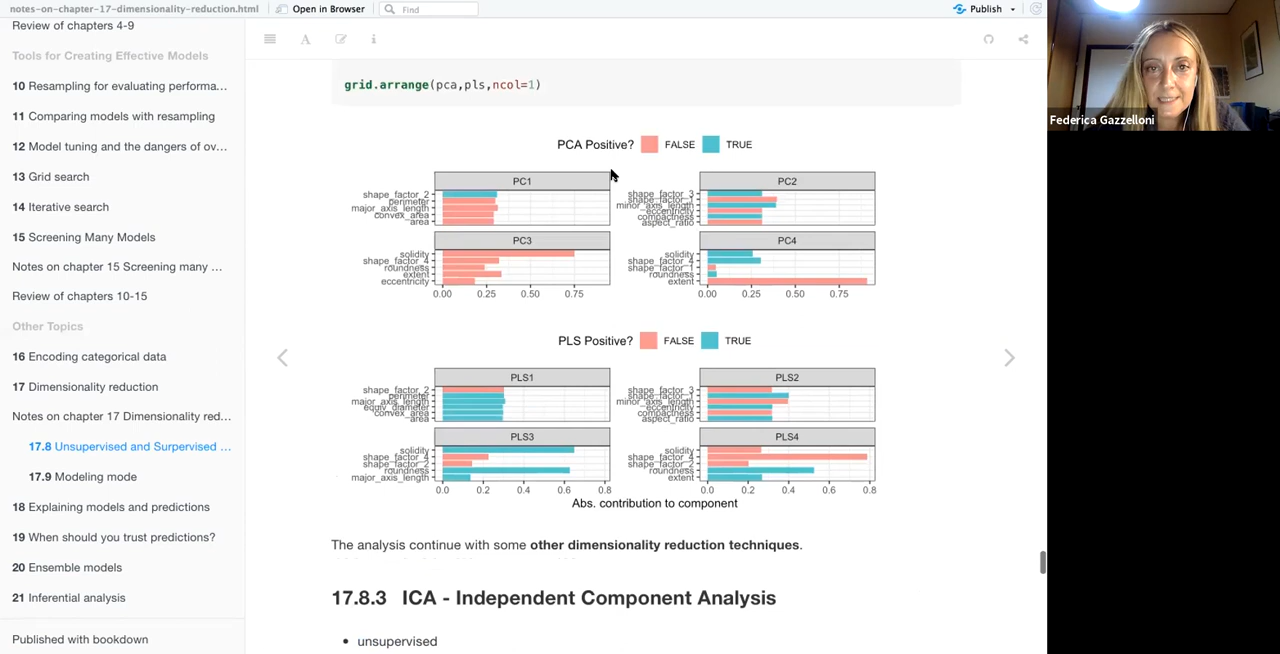 notes-on-chapter-17-dimensionality-reduction.html
Open in Browser
Find
Publish
Review of chapters 4-9
Tools for Creating Effective Models
10 Resampling for evaluating performa...
11 Comparing models with resampling
12 Model tuning and the dangers of ov...
13 Grid search
14 Iterative search
15 Screening Many Models
Notes on chapter 15 Screening many ...
Review of chapters 10-15
Other Topics
16 Encoding categorical data
17 Dimensionality reduction
Notes on chapter 17 Dimensionality red...
17.8 Unsupervised and Surpervised ...
17.9 Modeling mode
18 Explaining models and predictions
19 When should you trust predictions?
20 Ensemble models
21 Inferential analysis
Published with bookdown
A
i
grid.arrange(pca,pls,ncol=1)
PCA Positive? FALSE TRUE
PC1
shape_factor_2
perimeter
major_axis_length
convex_area
area
PC2
shape_factor_3
shape_factor_1
minor_axis_length
eccentricity
compactness
aspect_ratio
PC3
solidity
shape_factor_4
roundness
extent
eccentricity
0.00 0.25 0.50 0.75
PC4
solidity
shape_factor_4
shape_factor_1
roundness
extent
0.00 0.25 0.50 0.75
PLS Positive? FALSE TRUE
PLS1
shape_factor_2
perimeter
major_axis_length
equiv_diameter
convex_area
area
PLS2
shape_factor_3
shape_factor_1
minor_axis_length
eccentricity
compactness
aspect_ratio
PLS3
solidity
shape_factor_4
shape_factor_2
roundness
major_axis_length
0.0 0.2 0.4 0.6 0.8
PLS4
solidity
shape_factor_4
shape_factor_2
roundness
extent
0.0 0.2 0.4 0.6 0.8
Abs. contribution to component
The analysis continue with some other dimensionality reduction techniques.
17.8.3 ICA - Independent Component Analysis
• unsupervised
Federica Gazzelloni